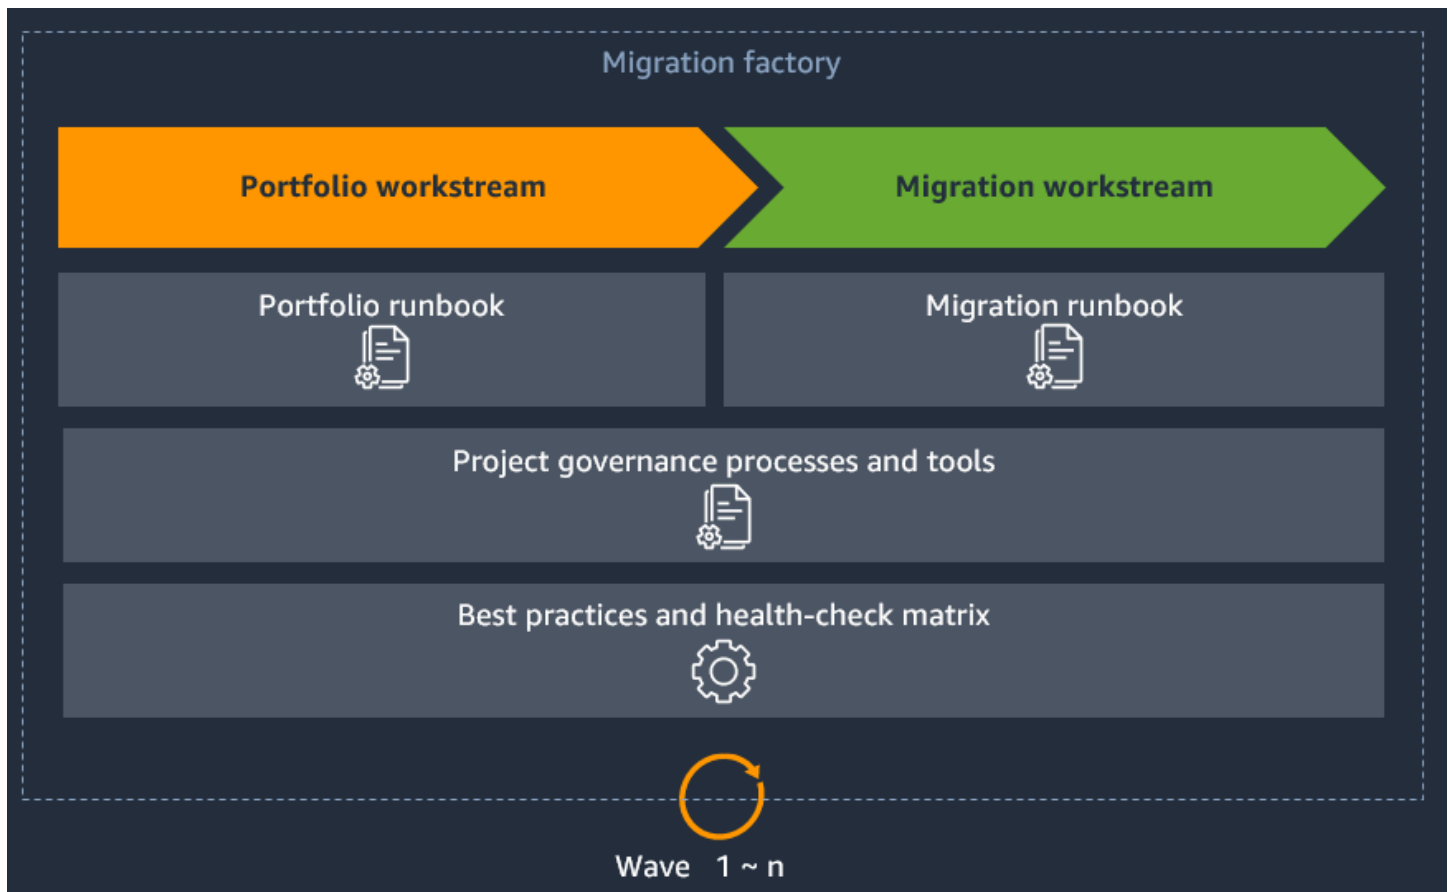 Migration factory
Portfolio workstream
Migration workstream
Portfolio runbook
Migration runbook
Project governance processes and tools
Best practices and health-check matrix
Wave 1 ~ n